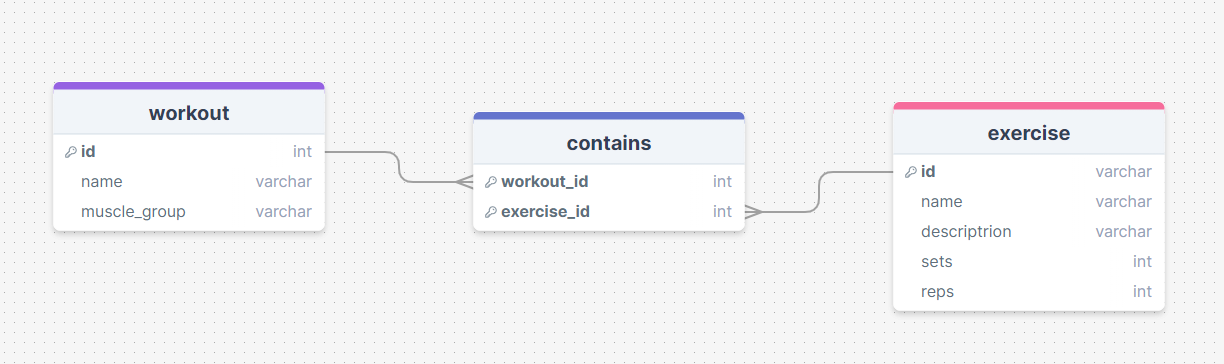 workout
id int
name varchar
muscle_group varchar
contains
workout_id int
exercise_id int
exercise
id varchar
name varchar
descriptrion varchar
sets int
reps int